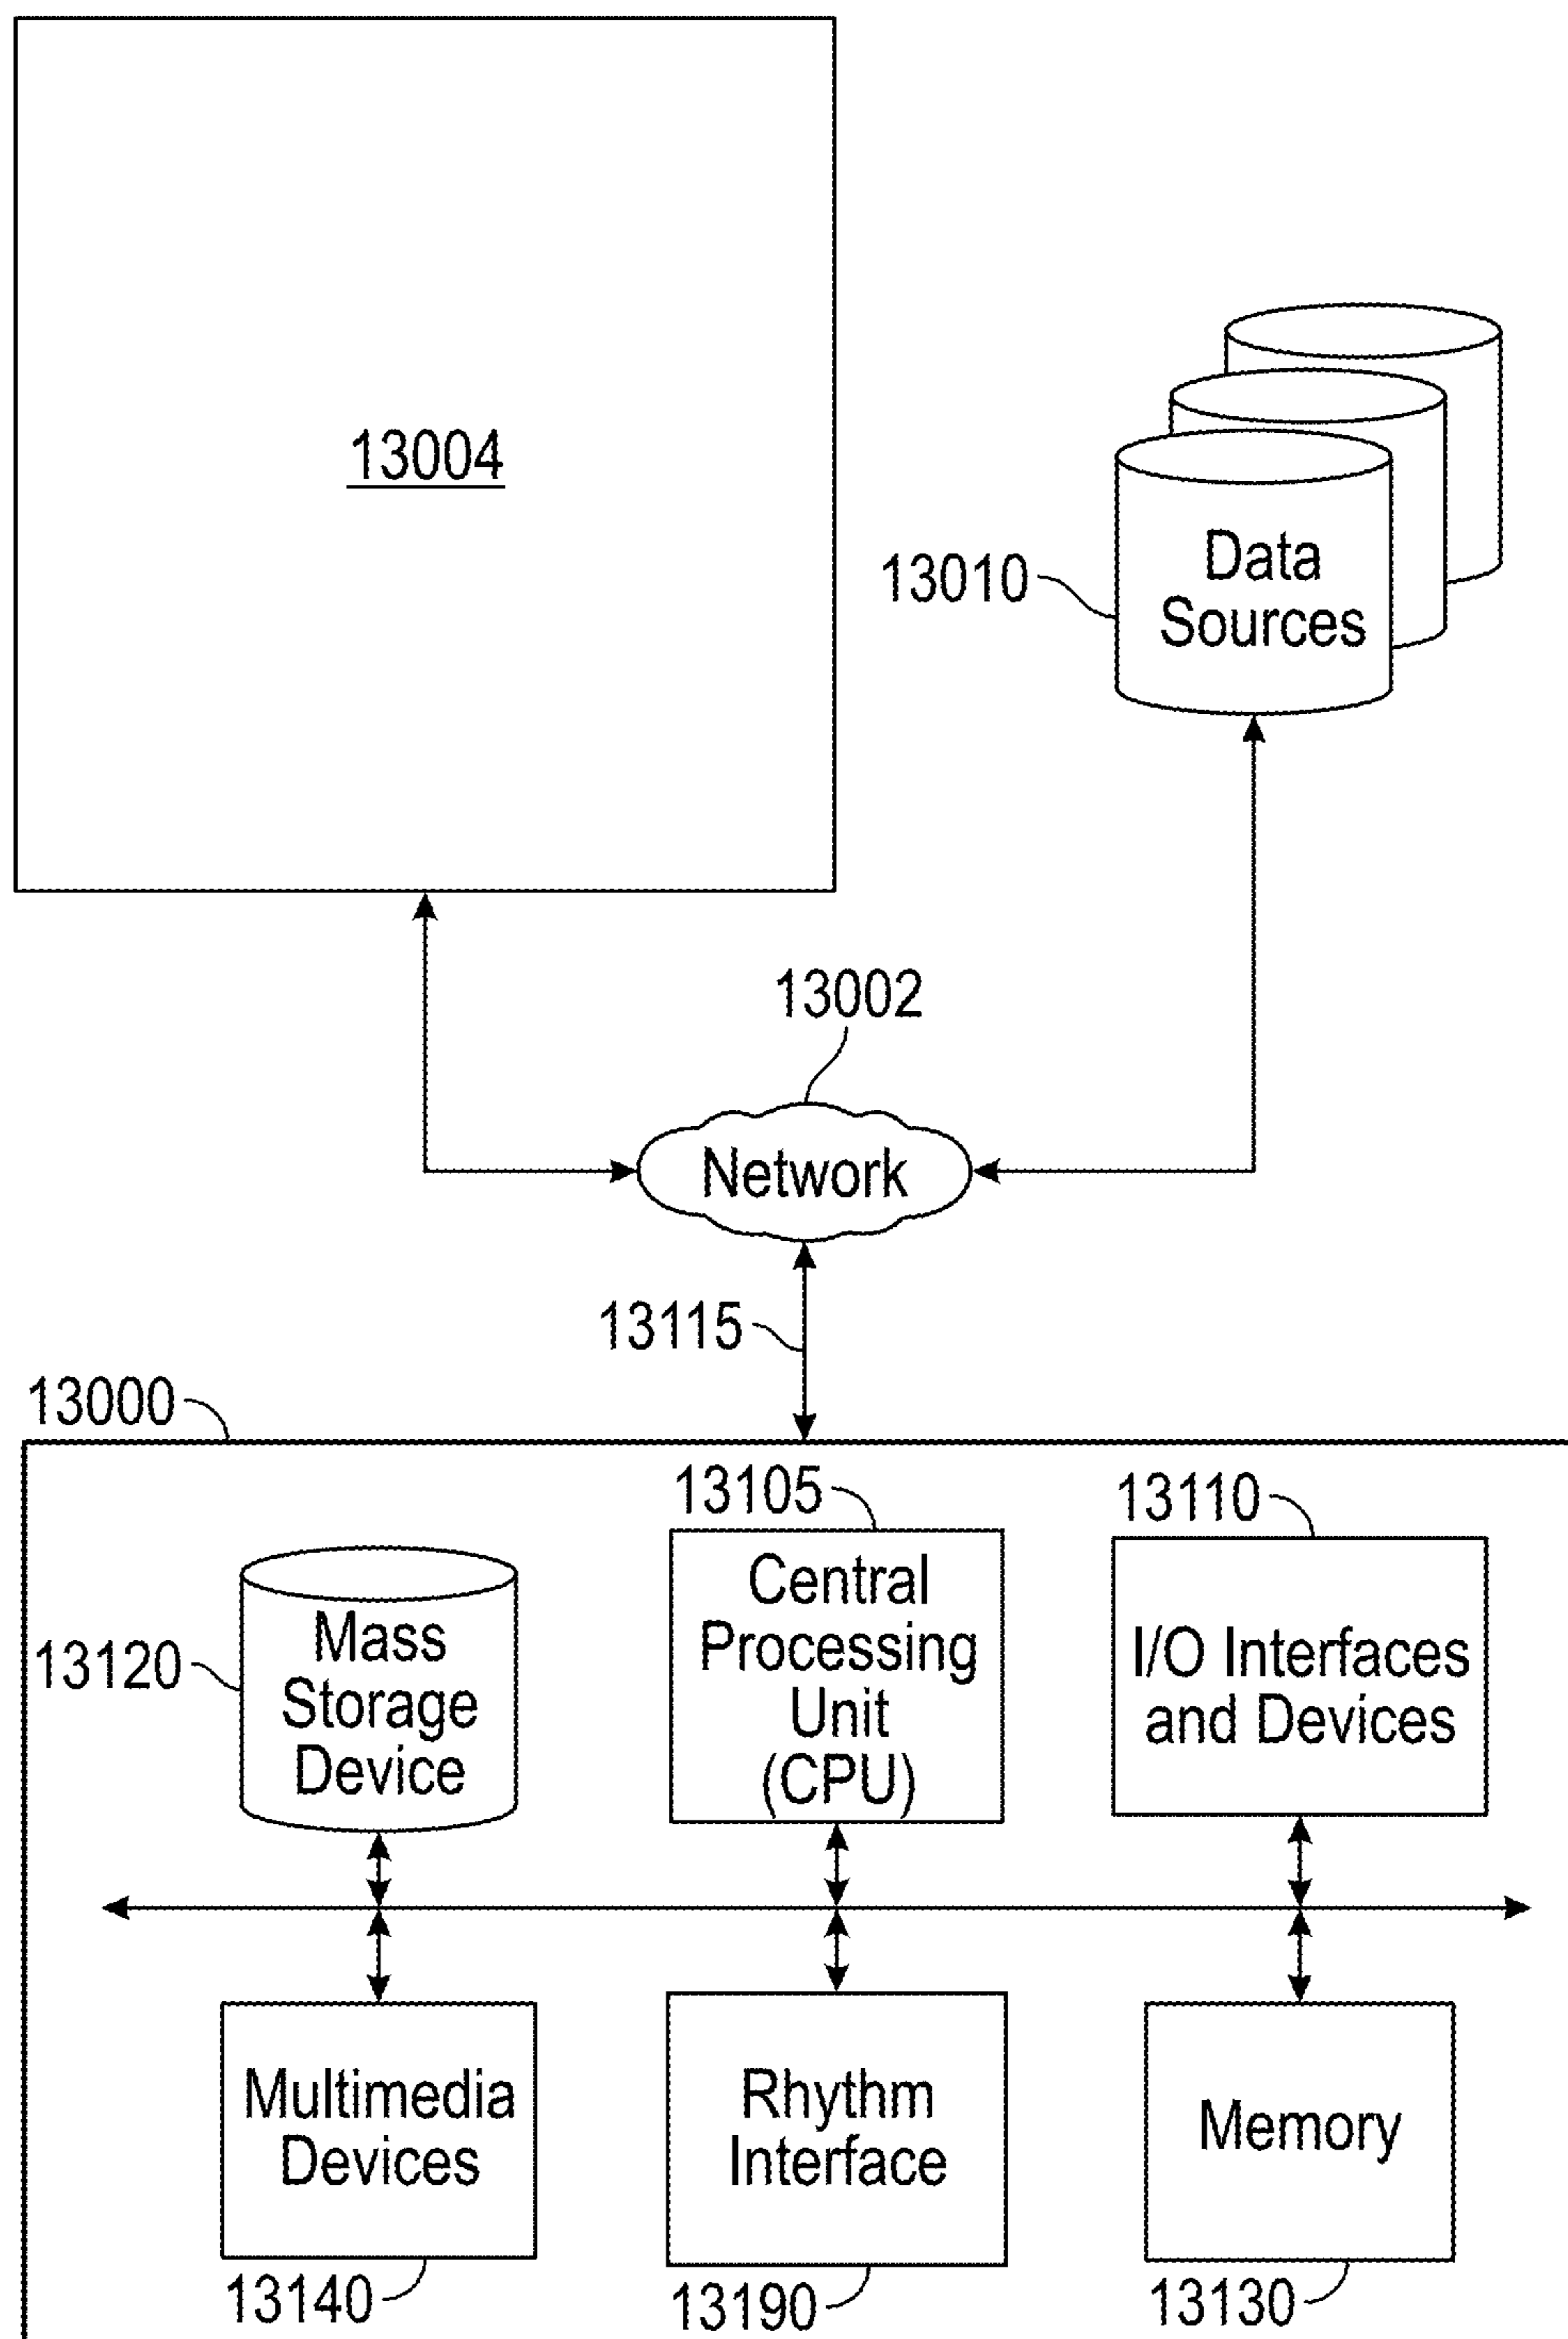 13004
13010
Data
Sources
13002
Network
13115
13000
13105
13110
13120
Mass
Storage
Device
Central
Processing
Unit
(CPU)
I/O Interfaces
and Devices
Multimedia
Devices
Rhythm
Interface
Memory
13140
13190
13130